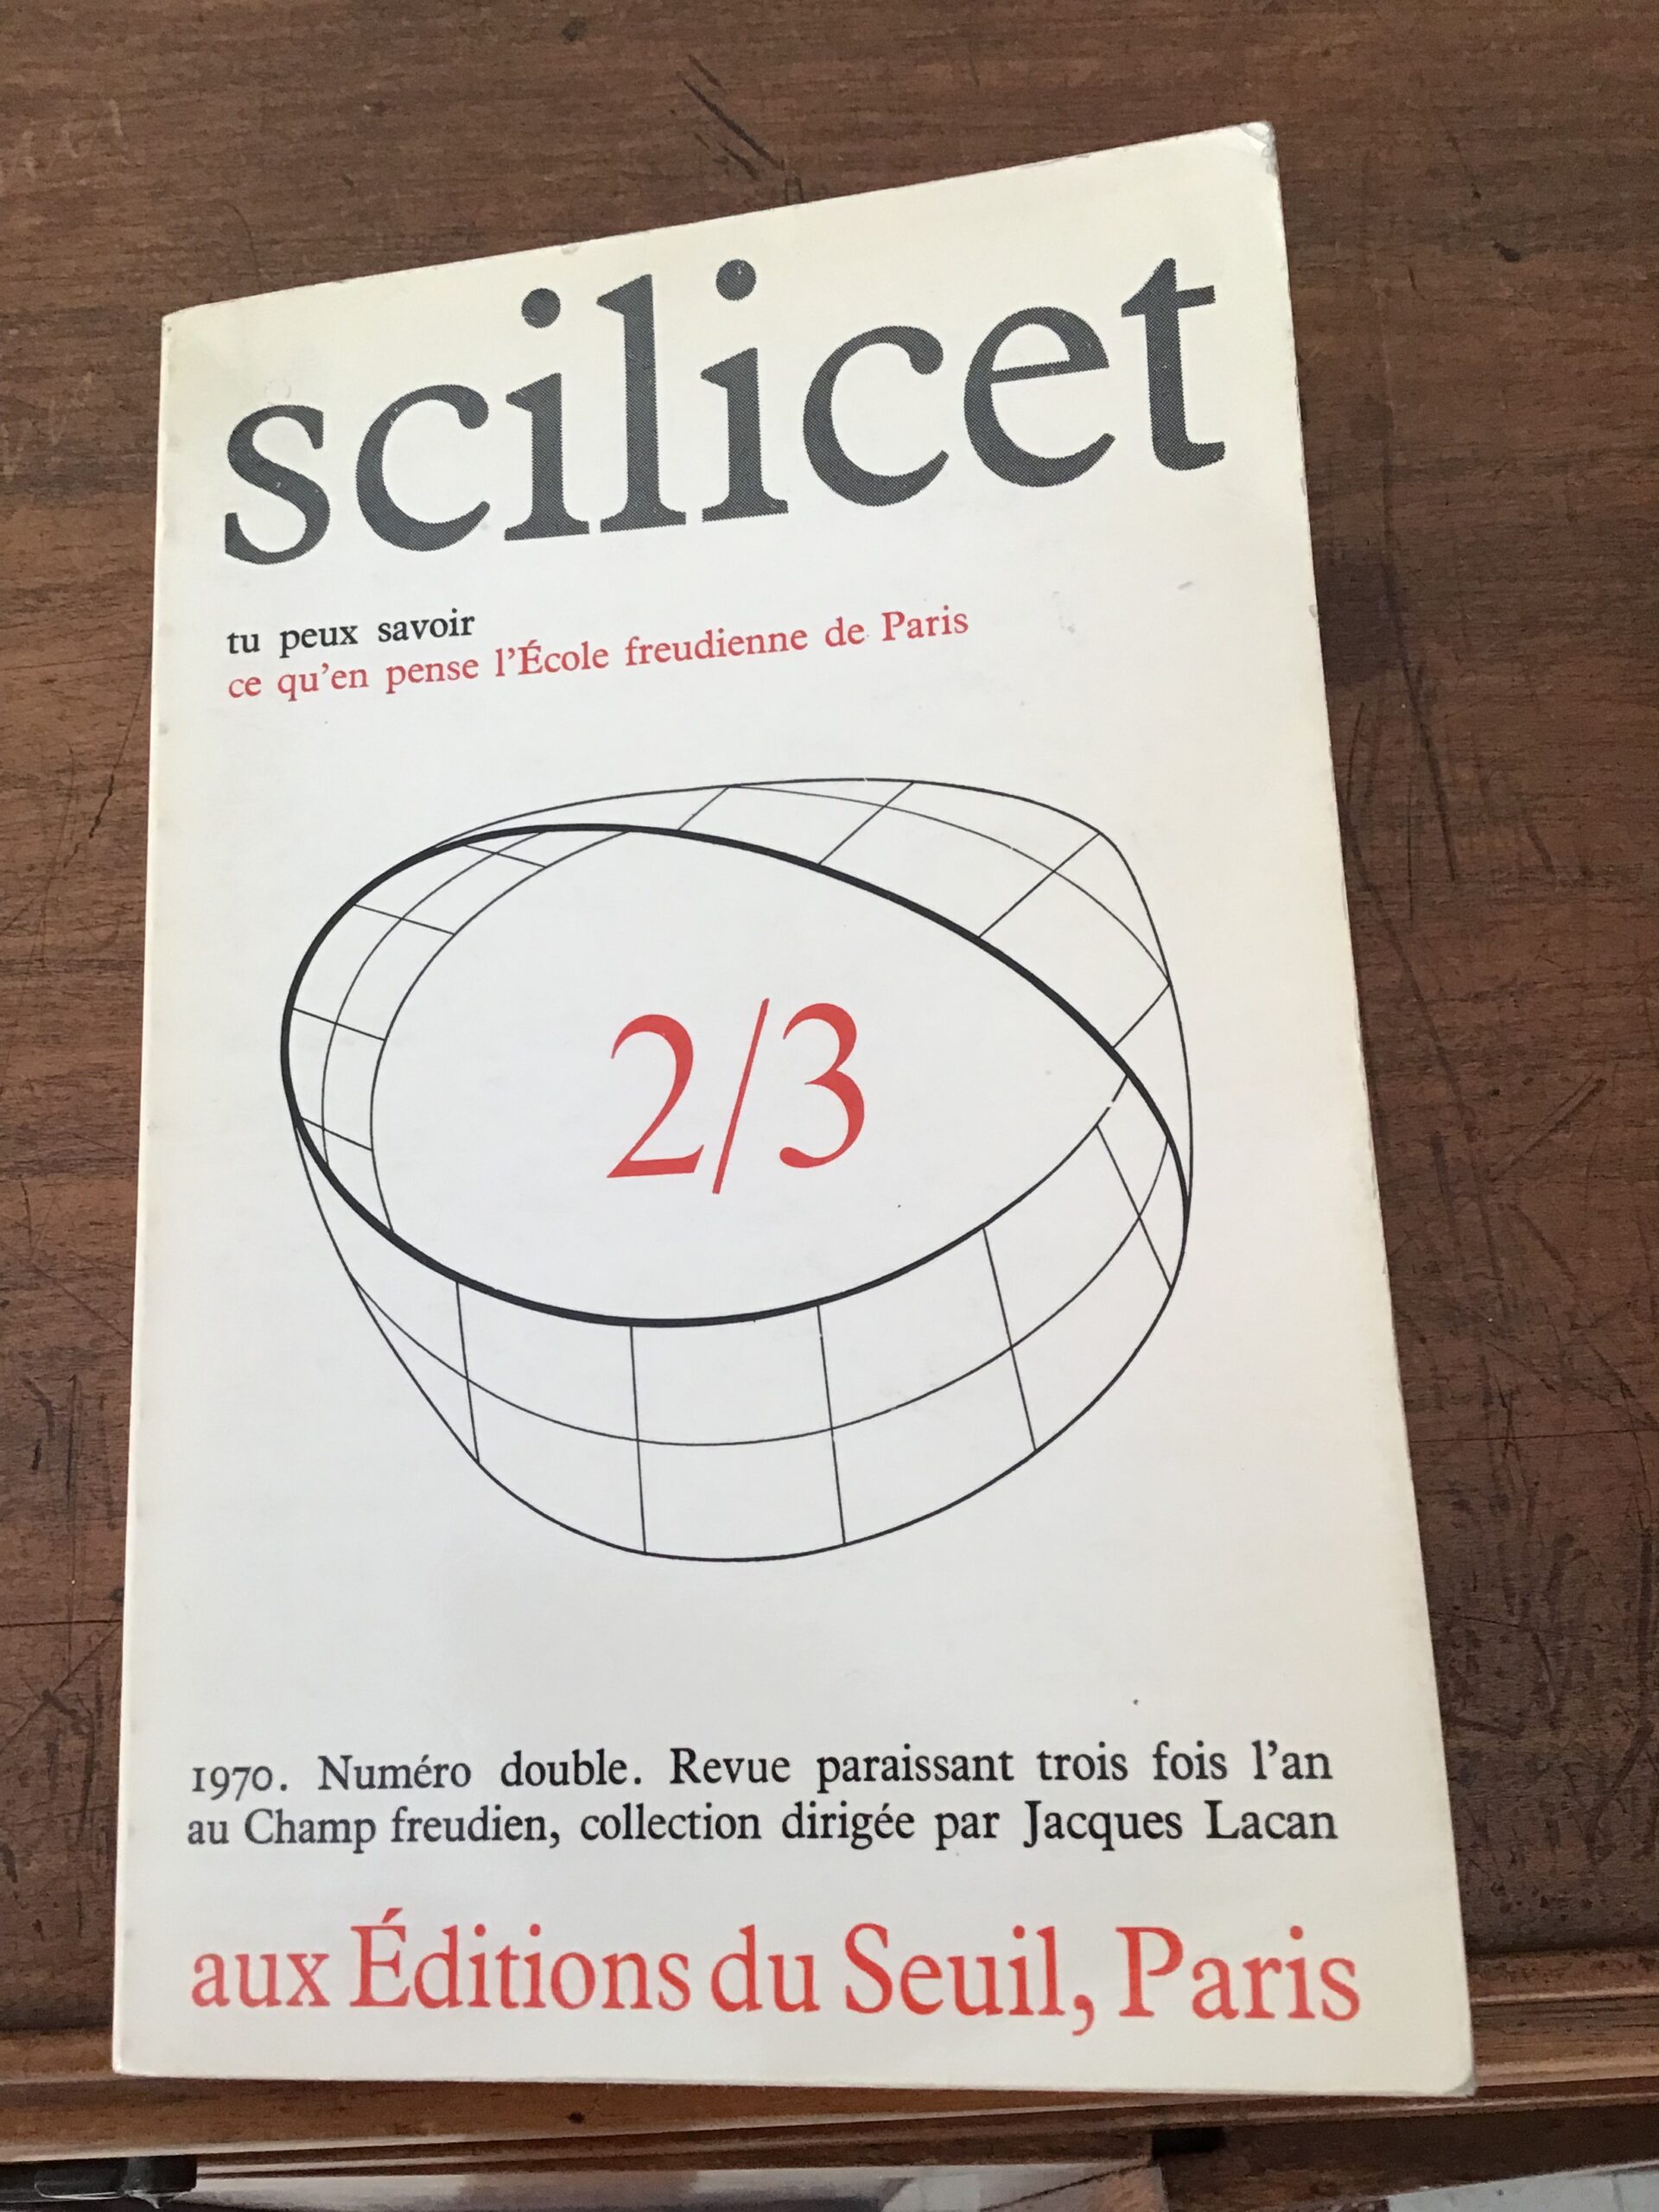 scilicet
tu peux savoir
ce qu'en pense l'École freudienne de Paris
2/3
1970. Numéro double. Revue paraissant trois fois l'an
au Champ freudien, collection dirigée par Jacques Lacan
aux Éditions du Seuil, Paris